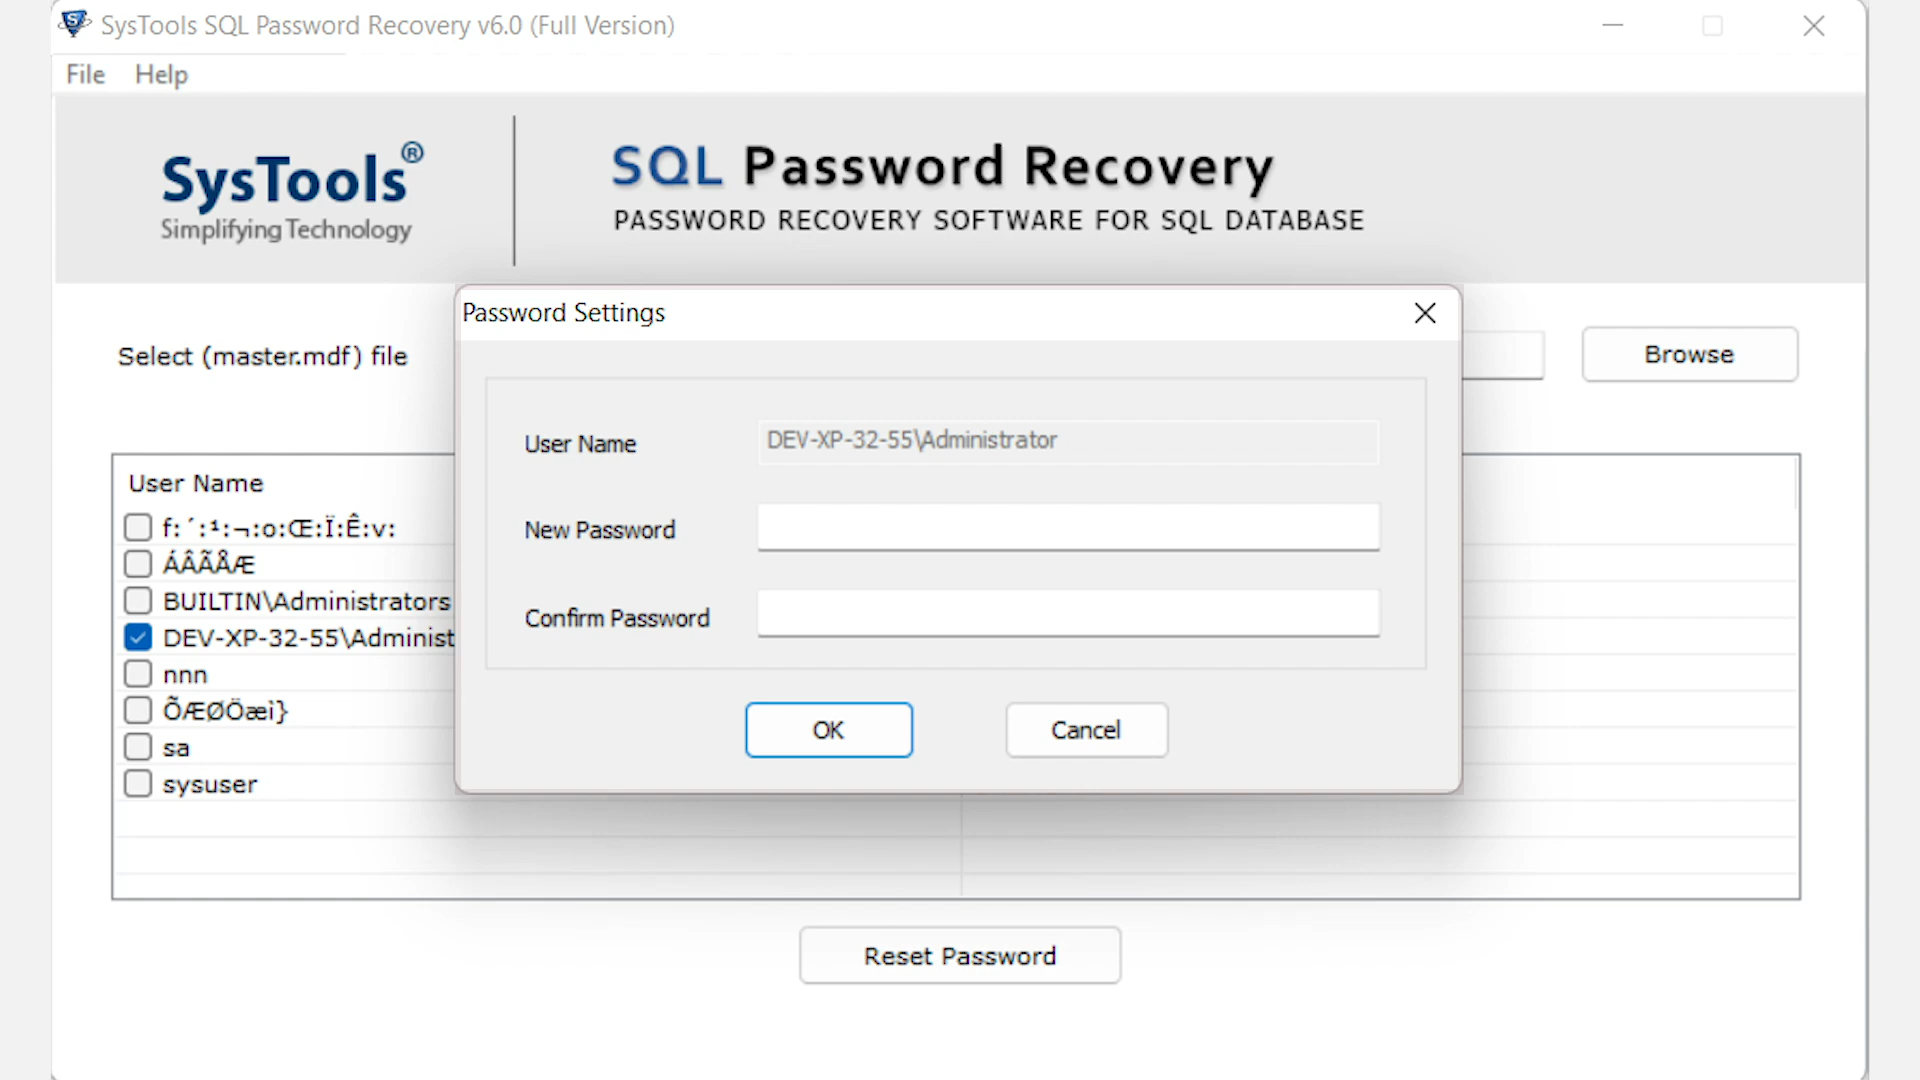 SysTools SQL Password Recovery v6.0 (Full Version)
File Help
SysTools®
Simplifying Technology
SQL Password Recovery
PASSWORD RECOVERY SOFTWARE FOR SQL DATABASE
Password Settings
Select (master.mdf) file
Browse
User Name
DEV-XP-32-55\Administrator
New Password
Confirm Password
OK
Cancel
User Name
f:´:¹:¬:o:Œ:Ï:Ê:v:
ÁÂÃÅÆ
BUILTIN\Administrators
DEV-XP-32-55\Administ
nnn
ÕÆØÖæì}
sa
sysuser
Reset Password